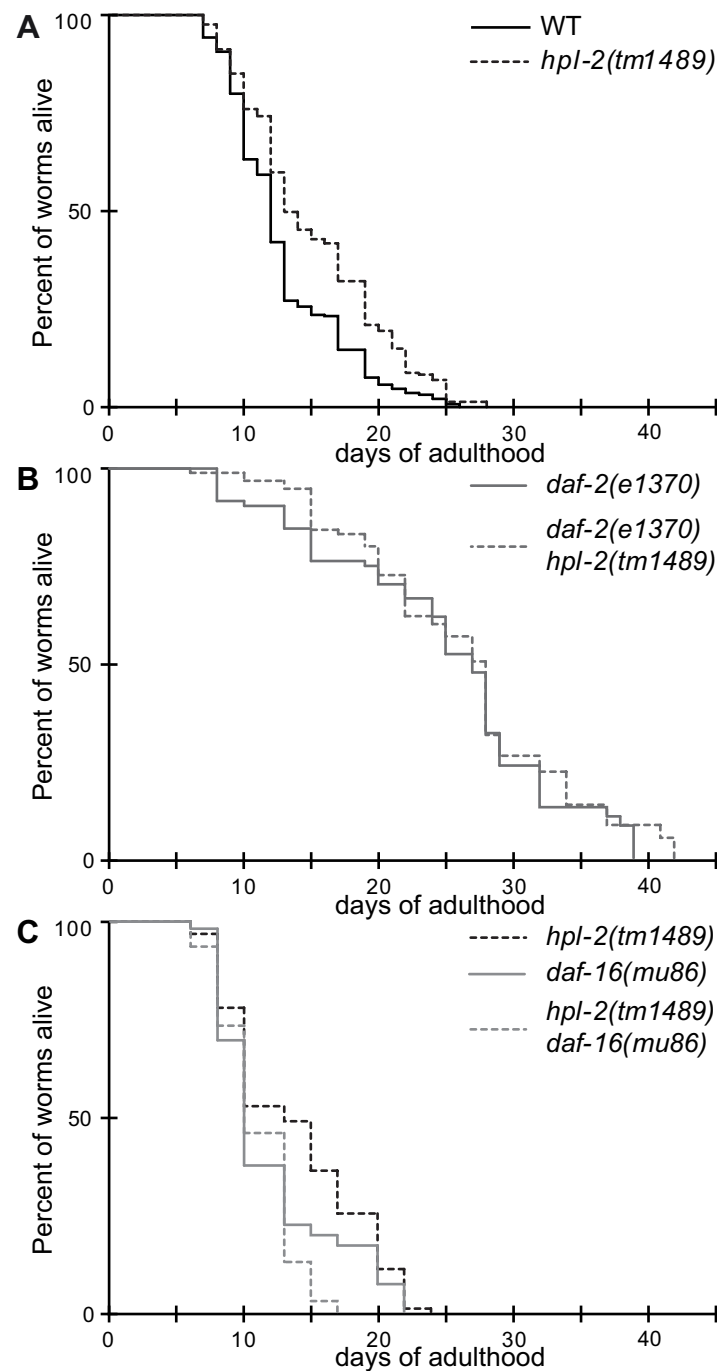 A
100
50
0
Percent of worms alive
WT
hpl-2(tm1489)
0 10 20 30 40
days of adulthood
B
100
50
0
Percent of worms alive
daf-2(e1370)
daf-2(e1370)
hpl-2(tm1489)
0 10 20 30 40
days of adulthood
C
100
50
0
Percent of worms alive
hpl-2(tm1489)
daf-16(mu86)
hpl-2(tm1489)
daf-16(mu86)
0 10 20 30 40
days of adulthood